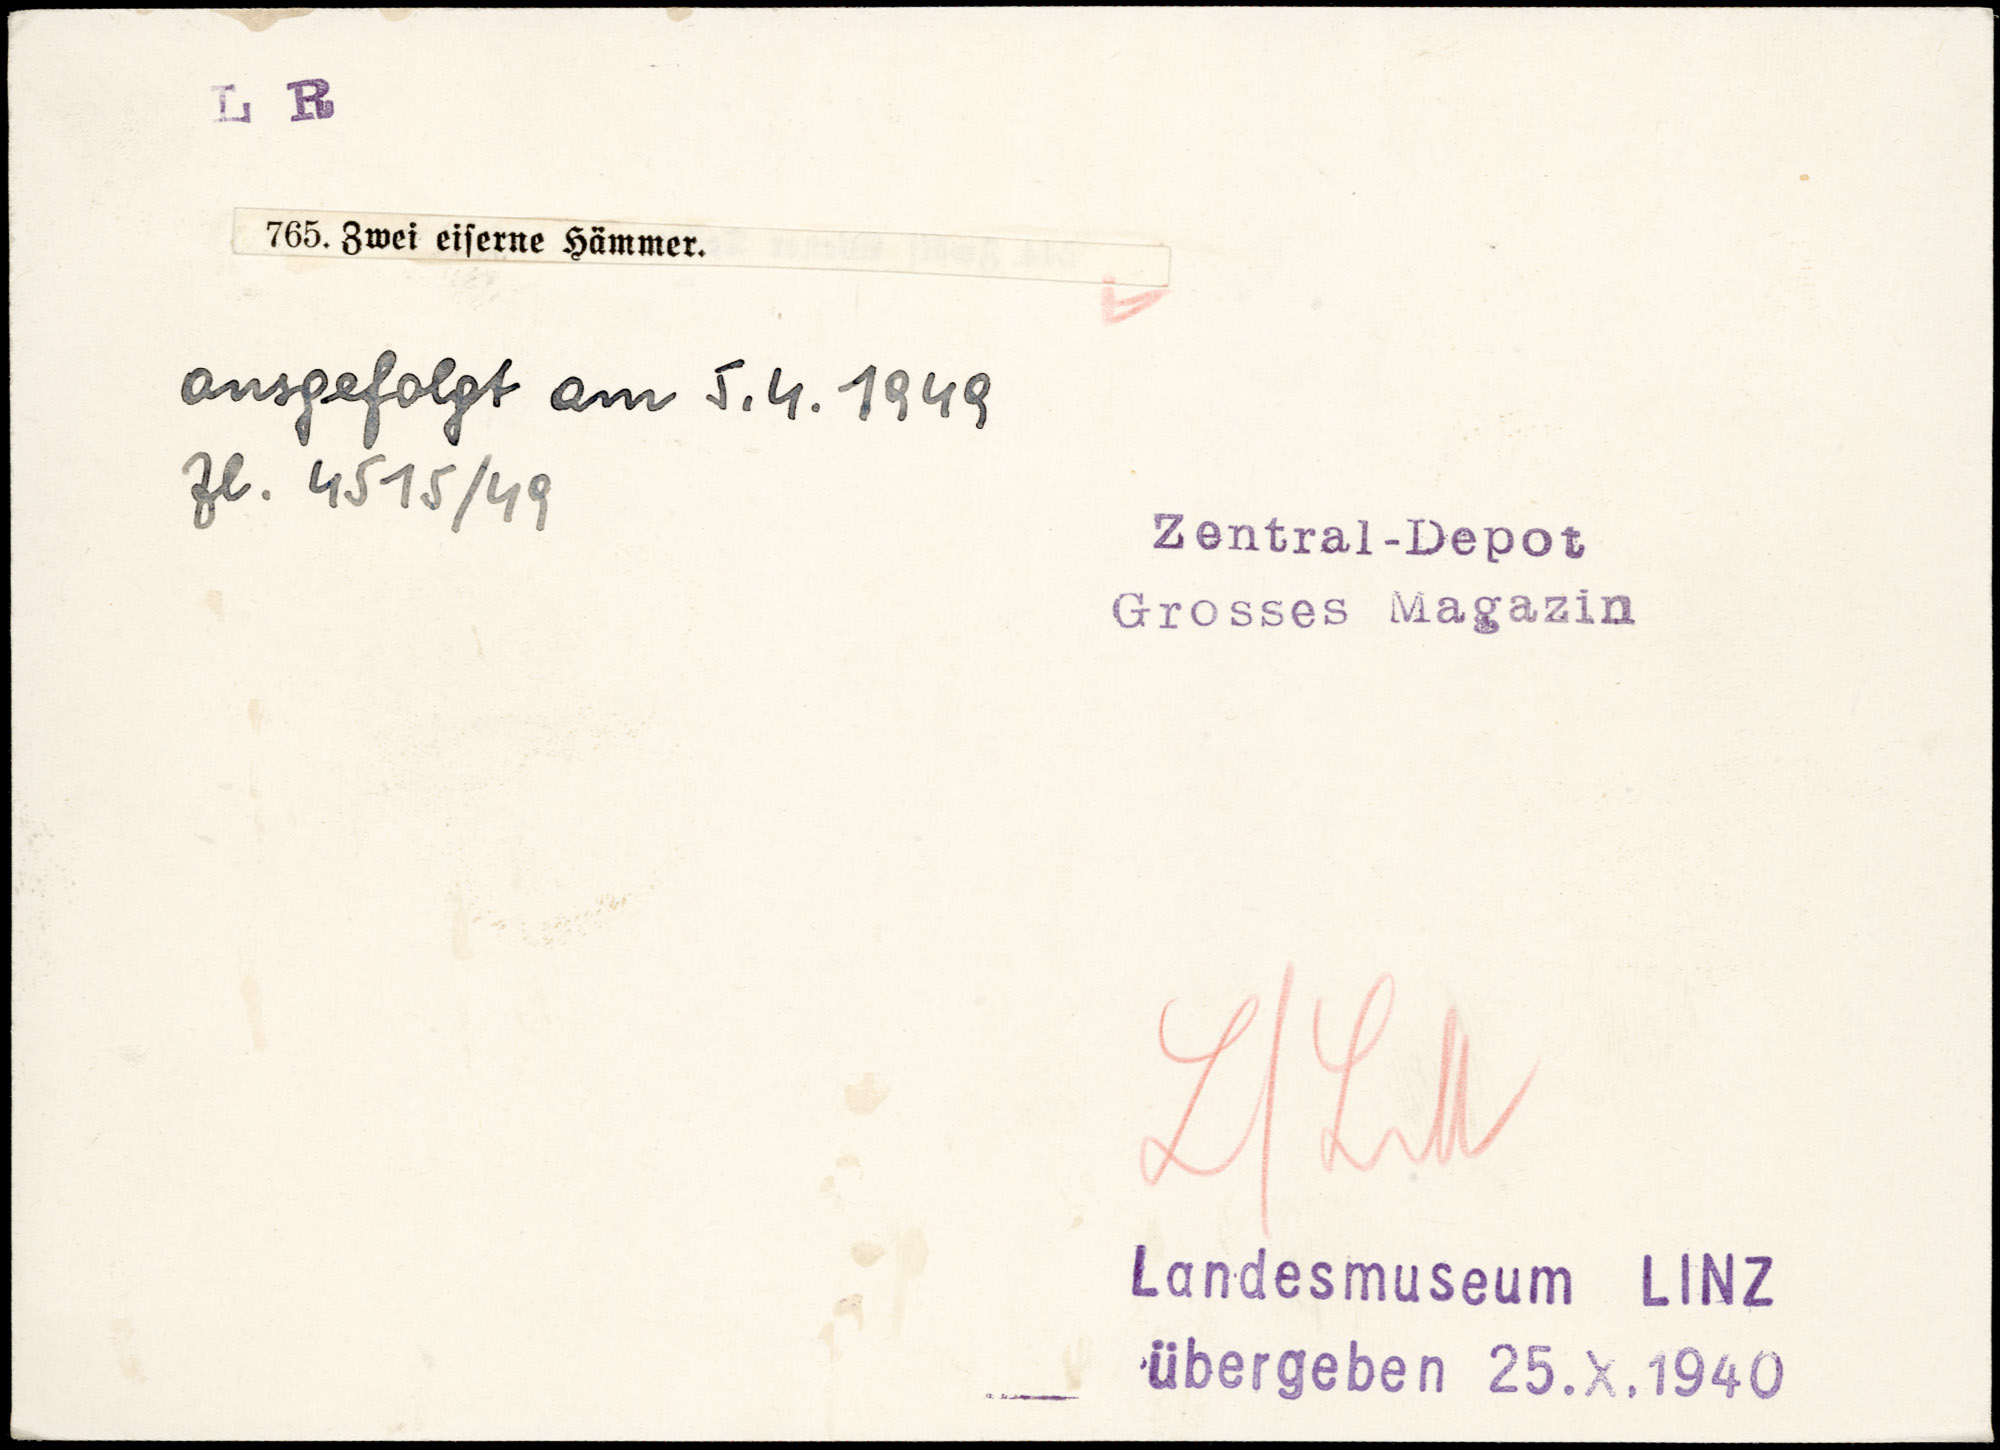 L R
765. Zwei eiserne Hämmer.
ausgefolgt am 5.4.1949
Zl. 4515/49
Zentral-Depot
Grosses Magazin
Landesmuseum LINZ
übergeben 25.X.1940